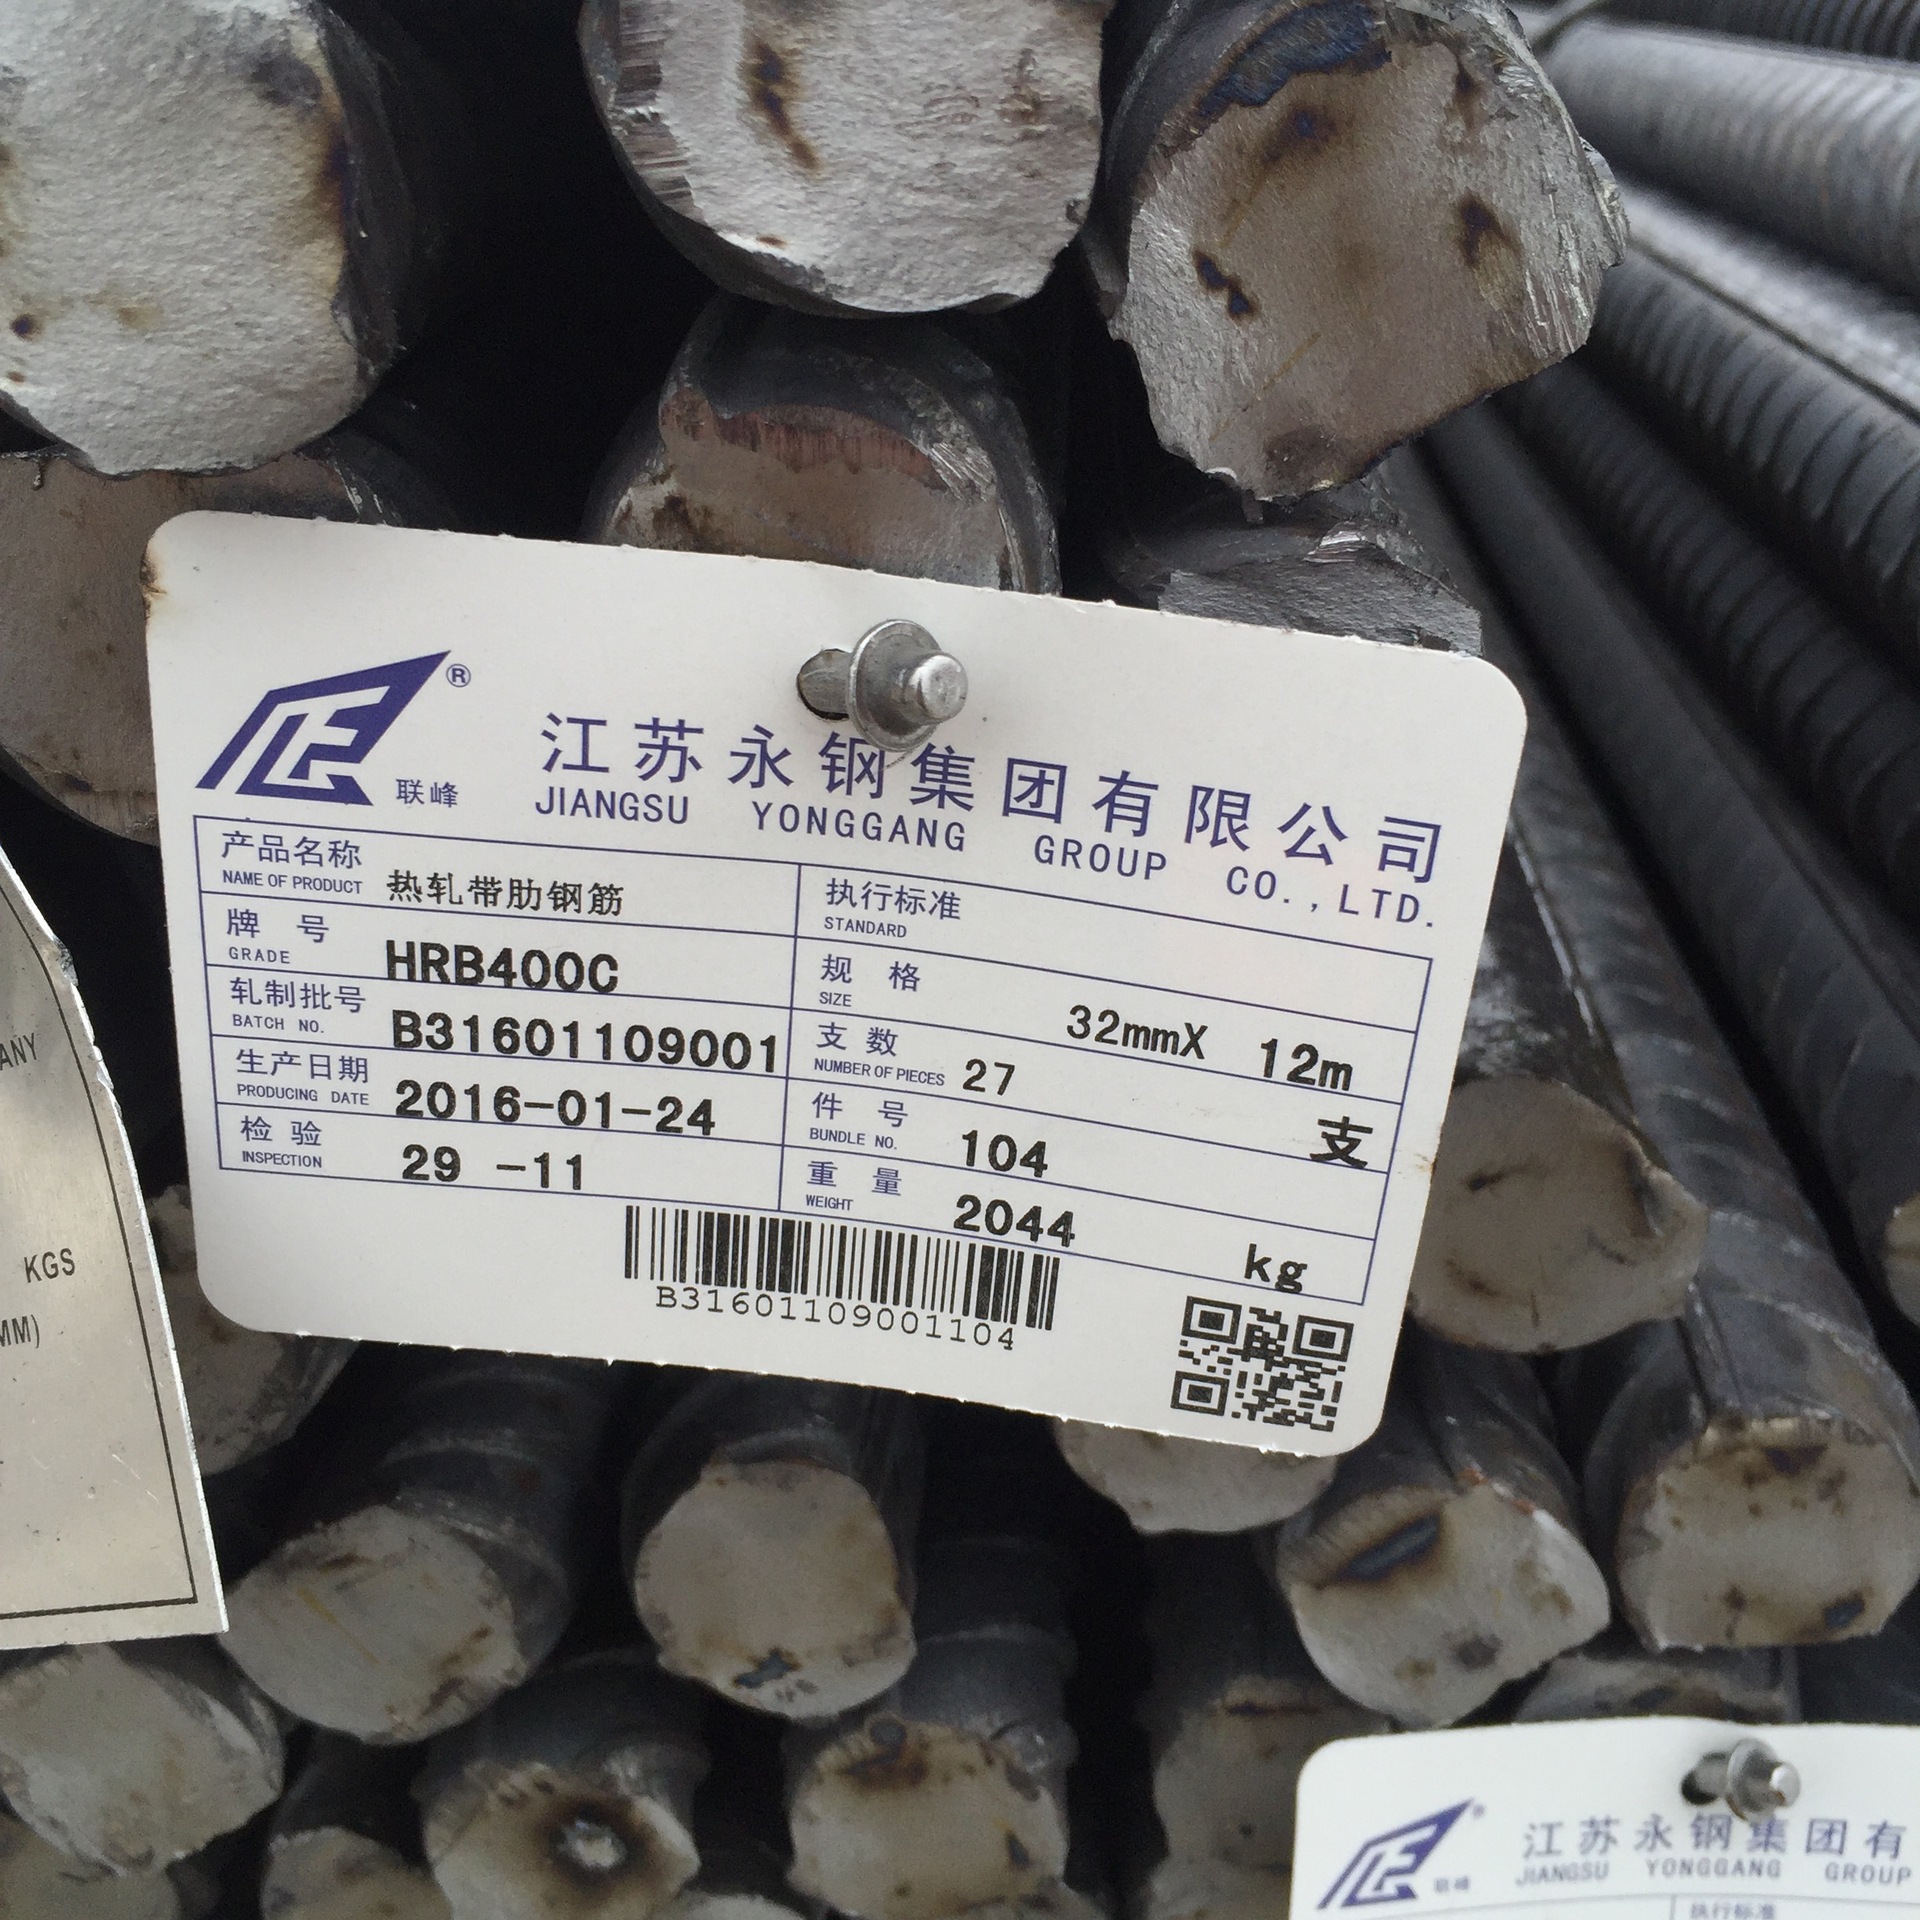 ®
联峰
江苏永钢集团有限公司
JIANGSU YONGGANG GROUP CO.,LTD.
产品名称 热轧带肋钢筋
NAME OF PRODUCT
执行标准
STANDARD
牌 号 HRB400C
GRADE
规 格 32mmX 12m
SIZE
轧制批号 B31601109001
BATCH NO.
支 数 27 支
NUMBER OF PIECES
生产日期 2016-01-24
PRODUCING DATE
件 号 104
BUNDLE NO.
检 验 29 -11
INSPECTION
重 量 2044 kg
WEIGHT
B31601109001104
ANY
KGS
MM)
联峰
江苏永钢集团有
JIANGSU YONGGANG GROUP
执行标准